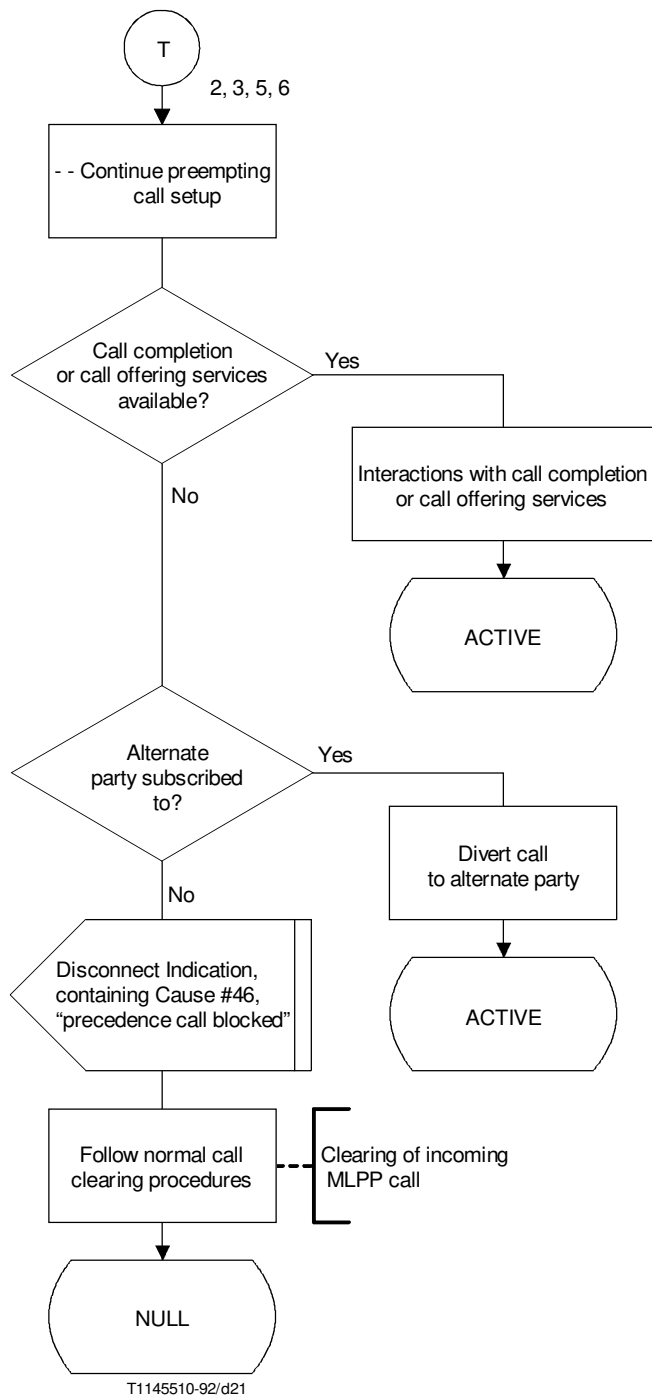 T
2, 3, 5, 6
- - Continue preempting
call setup
Call completion
or call offering services
available?
Yes
Interactions with call completion
or call offering services
No
ACTIVE
Alternate
party subscribed
to?
Yes
Divert call
to alternate party
No
Disconnect Indication,
containing Cause #46,
“precedence call blocked”
ACTIVE
Follow normal call
clearing procedures
Clearing of incoming
MLPP call
NULL
T1145510-92/d21